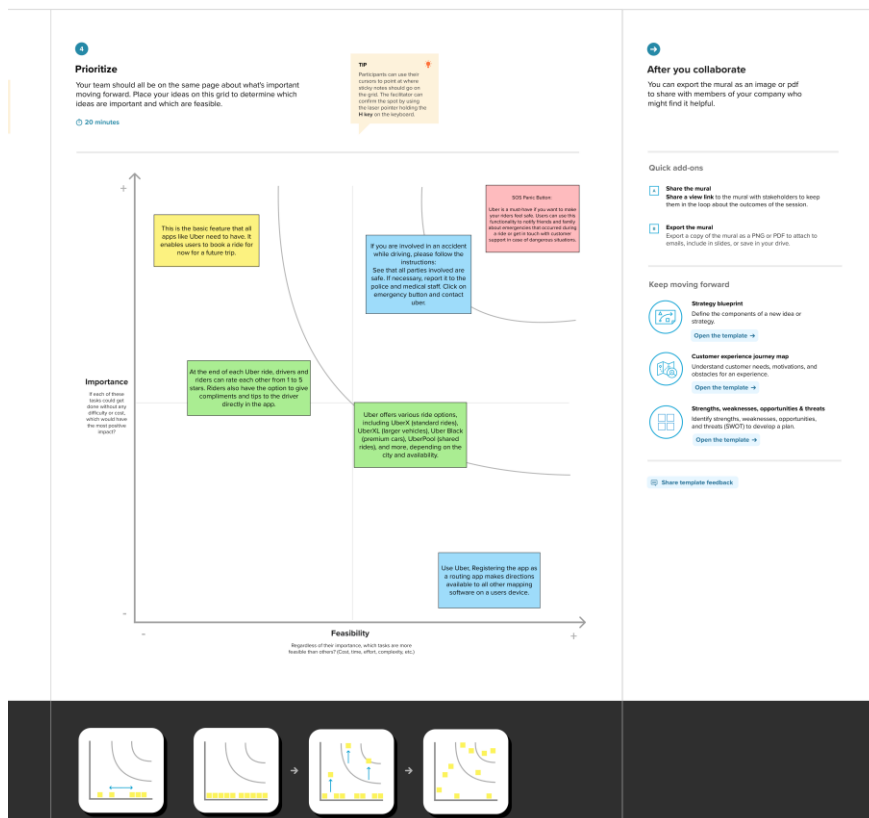 4
Prioritize
Your team should all be on the same page about what's important
moving forward. Place your ideas on this grid to determine which
ideas are important and which are feasible.
20 minutes
TIP
Participants can use their
cursors to point at where
sticky notes should go on
the grid. The facilitator can
confirm the spot by using
the laser pointer holding the
H key on the keyboard.
+
This is the basic feature that all
apps like Uber need to have. It
enables users to book a ride for
now for a future trip.
If you are involved in an accident
while driving, please follow the
instructions:
See that all parties involved are
safe. If necessary, report it to the
police and medical staff. Click on
emergency button and contact
uber.
SOS Panic Button:
Uber is a must-have if you want to make
your riders feel safe. Users can use this
functionality to notify friends and family
about emergencies that occurred during
a ride or get in touch with customer
support in case of dangerous situations.
At the end of each Uber ride, drivers and
riders can rate each other from 1 to 5
stars. Riders also have the option to give
compliments and tips to the driver
directly in the app.
Importance
If each of these
tasks could get
done without any
difficulty or cost,
which would have
the most positive
impact?
Uber offers various ride options,
including UberX (standard rides),
UberXL (larger vehicles), Uber Black
(premium cars), UberPool (shared
rides), and more, depending on the
city and availability.
Use Uber, Registering the app as
a routing app makes directions
available to all other mapping
software on a users device.
-
-
Feasibility
+
Regardless of their importance, which tasks are more
feasible than others? (Cost, time, effort, complexity, etc.)
After you collaborate
You can export the mural as an image or pdf
to share with members of your company who
might find it helpful.
Quick add-ons
A
Share the mural
Share a view link to the mural with stakeholders to keep
them in the loop about the outcomes of the session.
B
Export the mural
Export a copy of the mural as a PNG or PDF to attach to
emails, include in slides, or save in your drive.
Keep moving forward
Strategy blueprint
Define the components of a new idea or
strategy.
Open the template →
Customer experience journey map
Understand customer needs, motivations, and
obstacles for an experience.
Open the template →
Strengths, weaknesses, opportunities & threats
Identify strengths, weaknesses, opportunities,
and threats (SWOT) to develop a plan.
Open the template →
Share template feedback